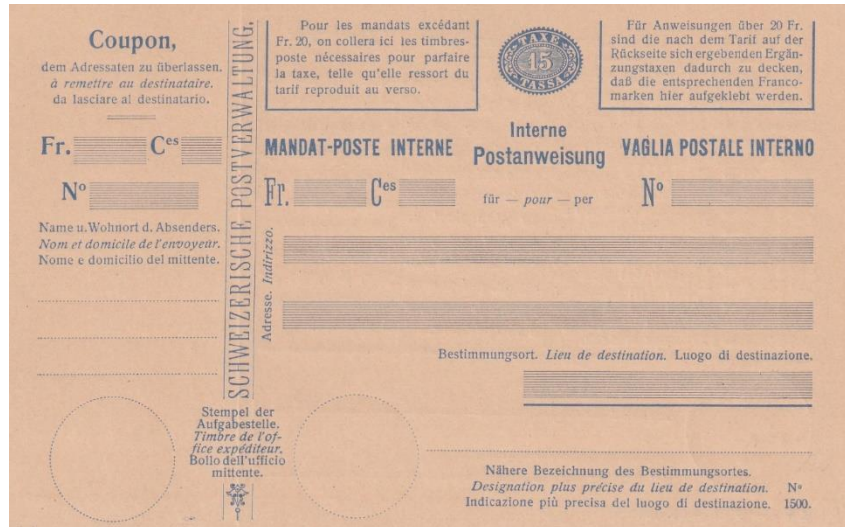 Coupon,
dem Adressaten zu überlassen.
à remettre au destinataire.
da lasciare al destinatario.
Fr. Ces
No
Name u. Wohnort d. Absenders.
Nom et domicile de l'envoyeur.
Nome e domicilio del mittente.
SCHWEIZERISCHE POSTVERWALTUNG.
Stempel der
Aufgabestelle.
Timbre de l'of-
fice expéditeur.
Bollo dell'ufficio
mittente.
Pour les mandats excédant
Fr. 20, on collera ici les timbres-
poste nécessaires pour parfaire
la taxe, telle qu'elle ressort du
tarif reproduit au verso.
TAXE
15
TASSA
Für Anweisungen über 20 Fr.
sind die nach dem Tarif auf der
Rückseite sich ergebenden Ergän-
zungstaxen dadurch zu decken,
daß die entsprechenden Franco-
marken hier aufgeklebt werden.
MANDAT-POSTE INTERNE
Interne
Postanweisung
VAGLIA POSTALE INTERNO
Fr. Ces
für — pour — per
No
Adresse. Indirizzo.
Bestimmungsort. Lieu de destination. Luogo di destinazione.
Nähere Bezeichnung des Bestimmungsortes.
Designation plus précise du lieu de destination. No
Indicazione più precisa del luogo di destinazione. 1500.